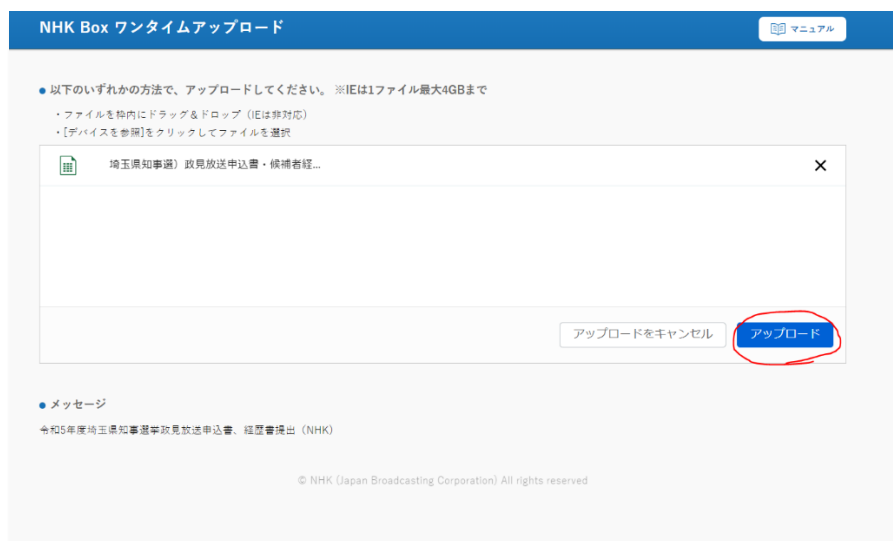 NHK Box ワンタイムアップロード
マニュアル
以下のいずれかの方法で、アップロードしてください。 ※IEは1ファイル最大4GBまで
・ファイルを枠内にドラッグ＆ドロップ（IEは非対応）
・[デバイスを参照]をクリックしてファイルを選択
埼玉県知事選）政見放送申込書・候補者経...
アップロードをキャンセル
アップロード
メッセージ
令和5年度埼玉県知事選挙政見放送申込書、経歴書提出（NHK）
© NHK (Japan Broadcasting Corporation) All rights reserved